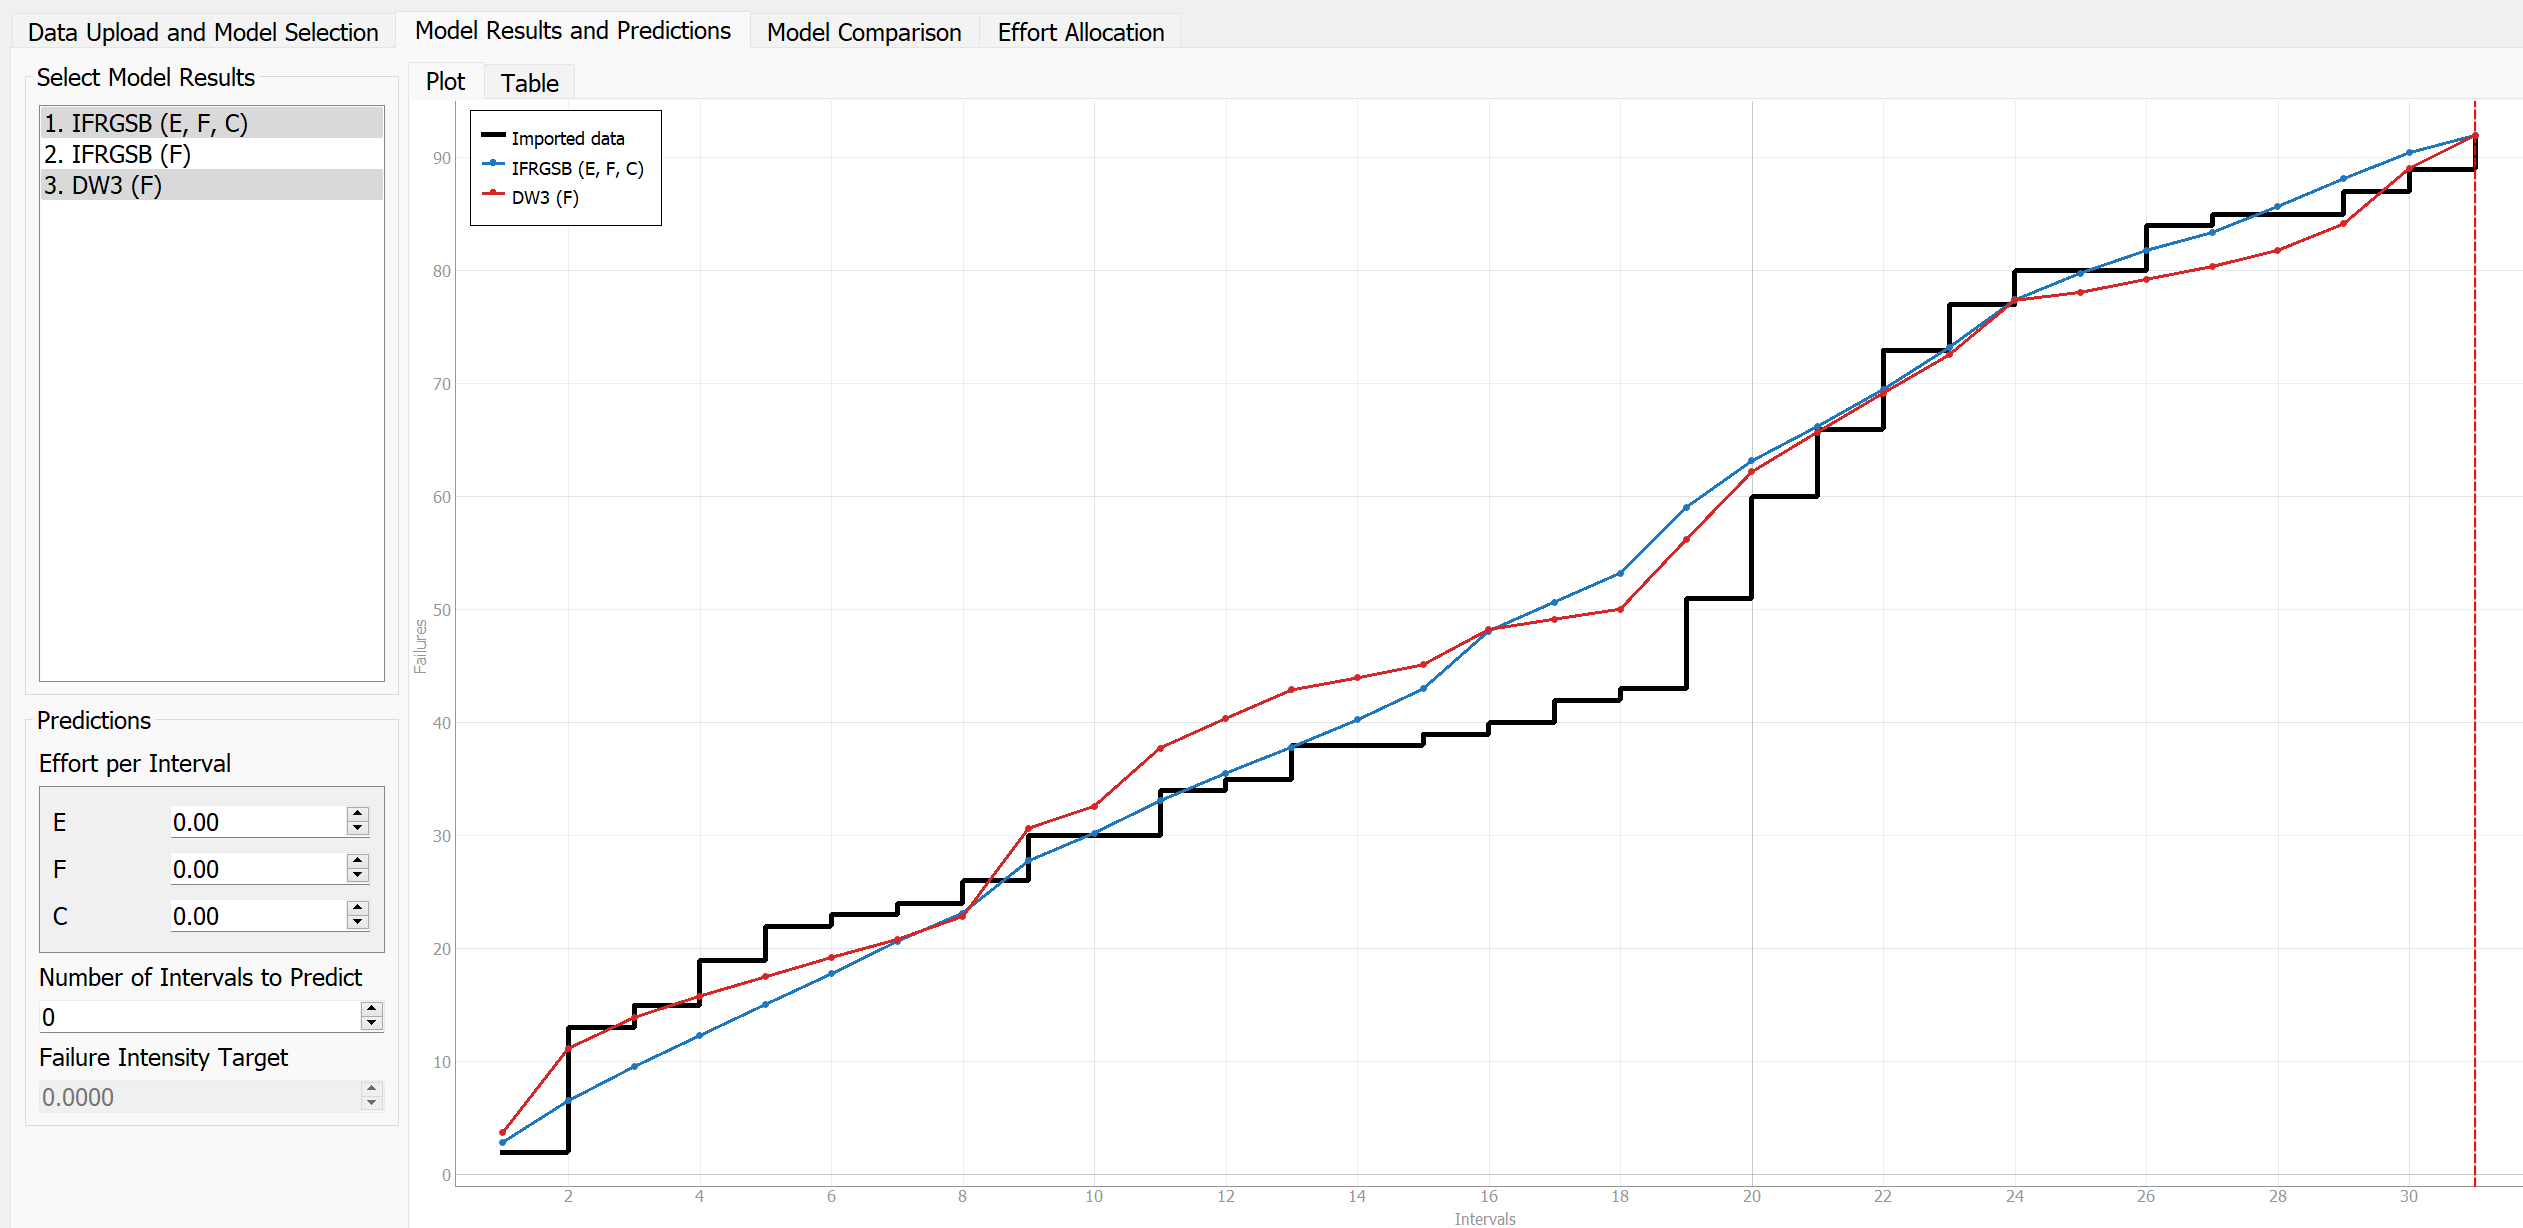 Data Upload and Model Selection
Model Results and Predictions
Model Comparison
Effort Allocation
Select Model Results
1. IFRGSB (E, F, C)
2. IFRGSB (F)
3. DW3 (F)
Predictions
Effort per Interval
E 0.00
F 0.00
C 0.00
Number of Intervals to Predict
0
Failure Intensity Target
0.0000
Plot
Table
Imported data
IFRGSB (E, F, C)
DW3 (F)
Failures
90
80
70
60
50
40
30
20
10
0
2 4 6 8 10 12 14 16 18 20 22 24 26 28 30
Intervals